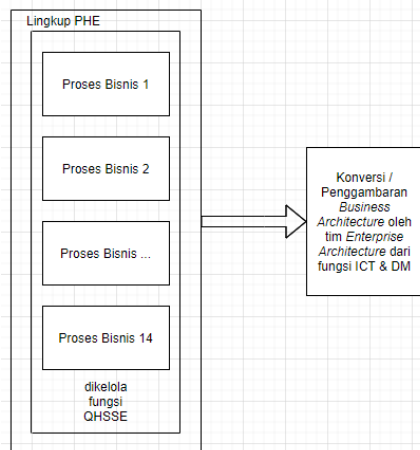 Lingkup PHE
Proses Bisnis 1
Proses Bisnis 2
Proses Bisnis ...
Proses Bisnis 14
dikelola
fungsi
QHSSE
Konversi /
Penggambaran
Business
Architecture oleh
tim Enterprise
Architecture dari
fungsi ICT & DM